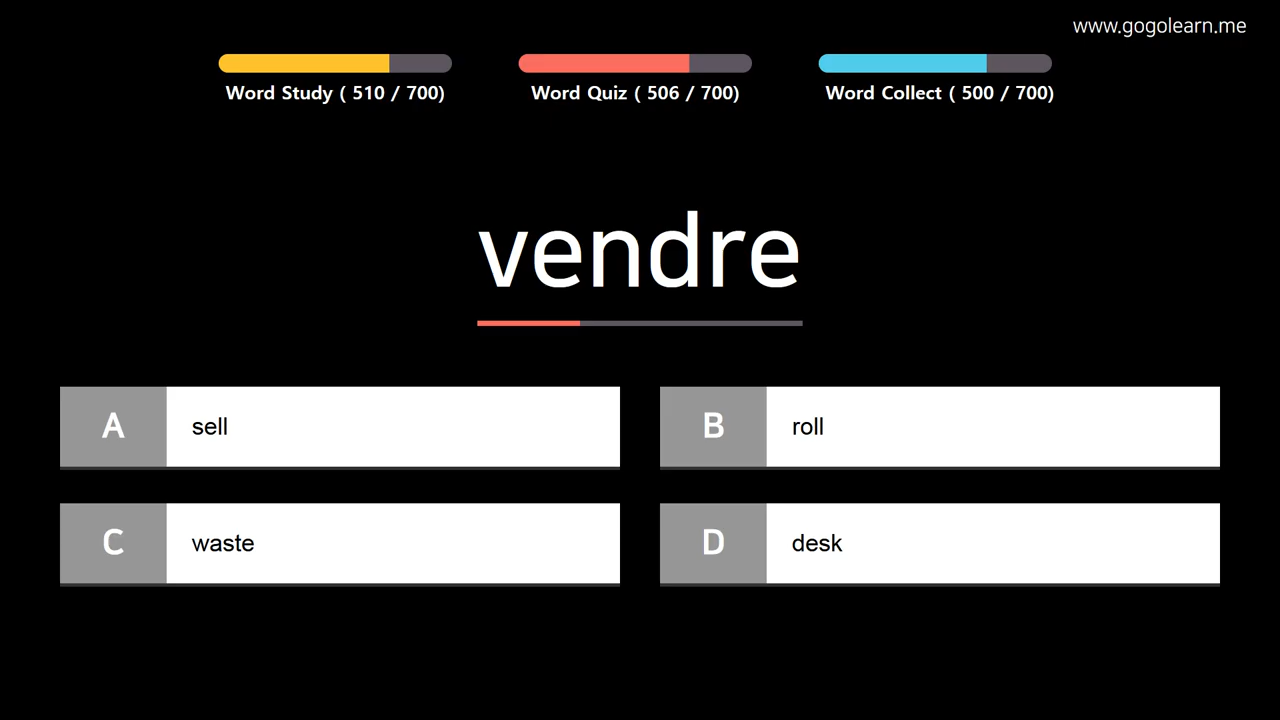 www.gogolearn.me
Word Study ( 510 / 700)
Word Quiz ( 506 / 700)
Word Collect ( 500 / 700)
vendre
A sell
B roll
C waste
D desk